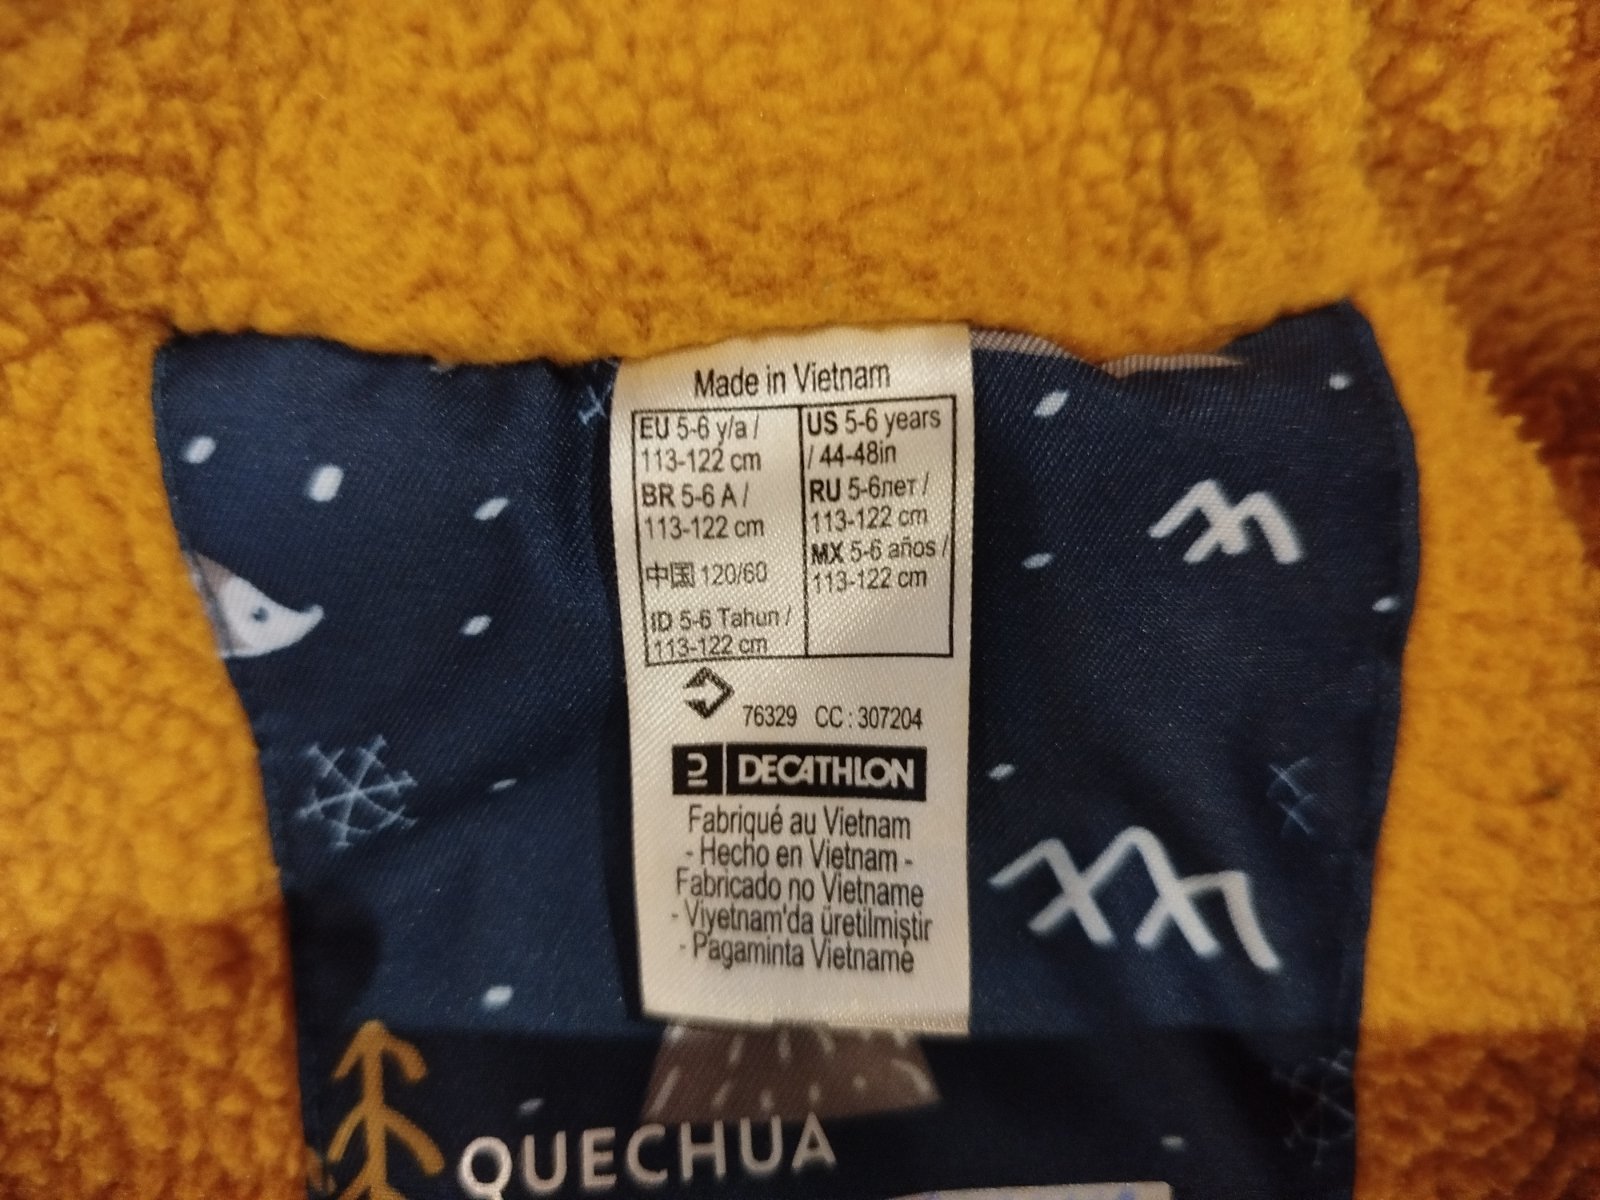 Made in Vietnam
EU 5-6 y/a /
113-122 cm
BR 5-6 A /
113-122 cm
中国 120/60
ID 5-6 Tahun /
113-122 cm
US 5-6 years
/ 44-48in
RU 5-6лет /
113-122 cm
MX 5-6 años /
113-122 cm
76329 CC : 307204
DECATHLON
Fabriqué au Vietnam
- Hecho en Vietnam -
Fabricado no Vietname
- Viyetnam'da üretilmiştir
- Pagaminta Vietname
QUECHUA